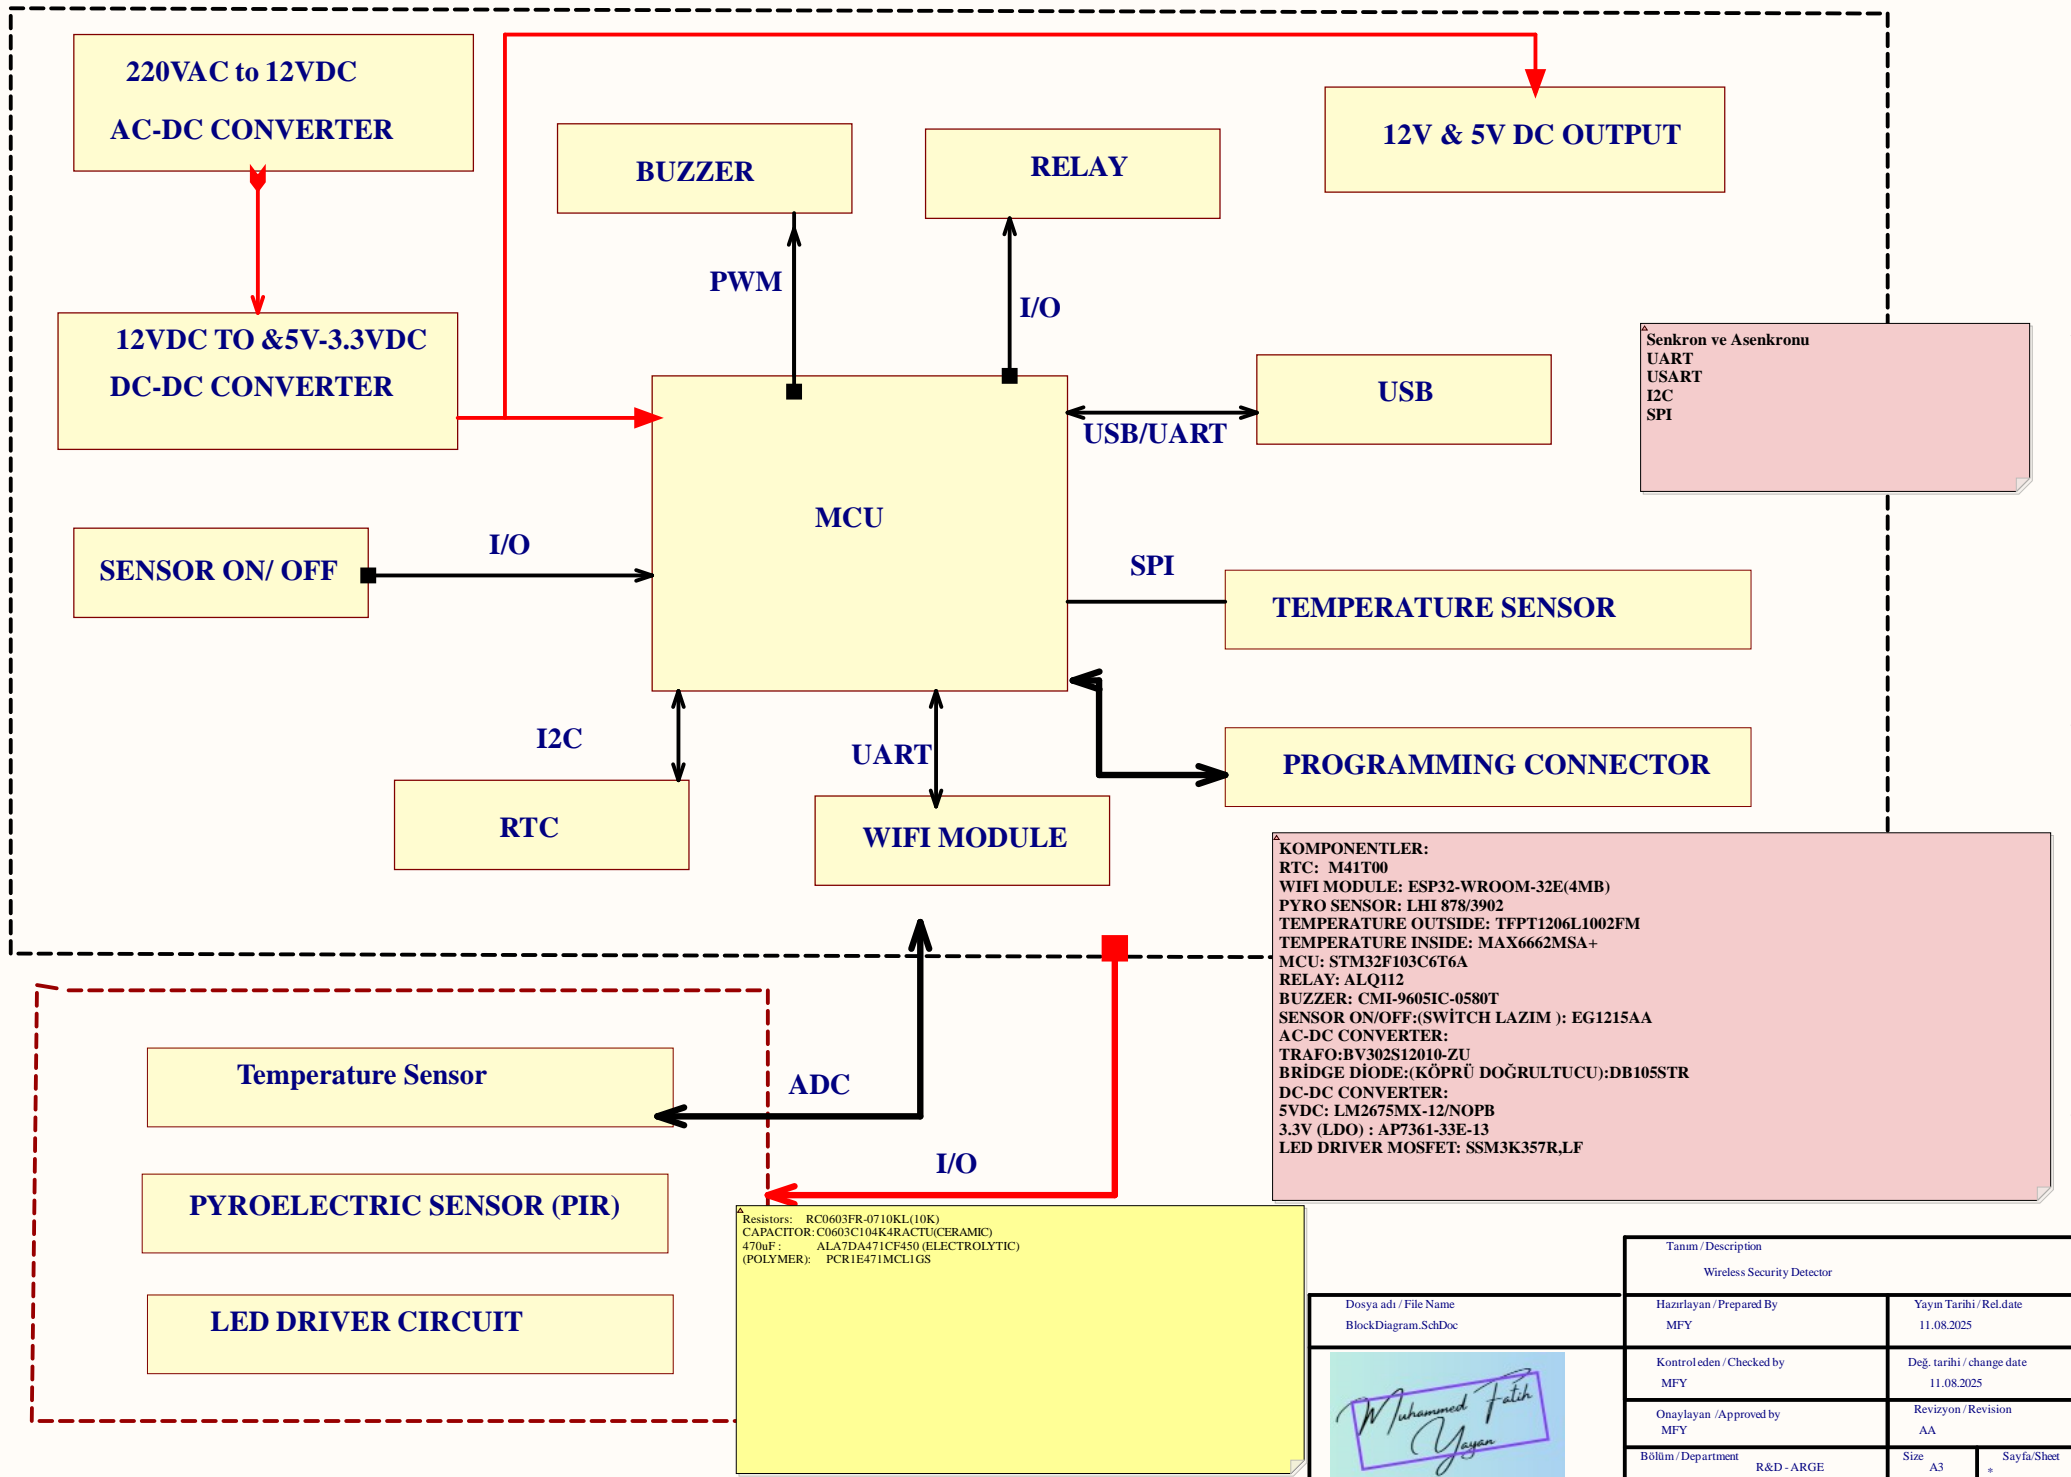 220VAC to 12VDC
AC-DC CONVERTER
12V & 5V DC OUTPUT
BUZZER
RELAY
PWM
I/O
12VDC TO &5V-3.3VDC
DC-DC CONVERTER
Senkron ve Asenkronu
UART
USART
I2C
SPI
USB
USB/UART
MCU
I/O
SENSOR ON/ OFF
SPI
TEMPERATURE SENSOR
I2C
UART
PROGRAMMING CONNECTOR
RTC
WIFI MODULE
KOMPONENTLER:
RTC: M41T00
WIFI MODULE: ESP32-WROOM-32E(4MB)
PYRO SENSOR: LHI 878/3902
TEMPERATURE OUTSIDE: TFPT1206L1002FM
TEMPERATURE INSIDE: MAX6662MSA+
MCU: STM32F103C6T6A
RELAY: ALQ112
BUZZER: CMI-9605IC-0580T
SENSOR ON/OFF:(SWİTCH LAZIM ): EG1215AA
AC-DC CONVERTER:
TRAFO:BV302S12010-ZU
BRİDGE DİODE:(KÖPRÜ DOĞRULTUCU):DB105STR
DC-DC CONVERTER:
5VDC: LM2675MX-12/NOPB
3.3V (LDO) : AP7361-33E-13
LED DRIVER MOSFET: SSM3K357R,LF
Temperature Sensor
ADC
I/O
PYROELECTRIC SENSOR (PIR)
LED DRIVER CIRCUIT
Resistors: RC0603FR-0710KL(10K)
CAPACITOR: C0603C104K4RACTU(CERAMIC)
470uF : ALA7DA471CF450 (ELECTROLYTIC)
(POLYMER): PCR1E471MCL1GS
Tanım / Description
Wireless Security Detector
Dosya adı / File Name
BlockDiagram.SchDoc
Hazırlayan / Prepared By
MFY
Yayın Tarihi / Rel.date
11.08.2025
Kontrol eden / Checked by
MFY
Değ. tarihi / change date
11.08.2025
Onaylayan /Approved by
MFY
Revizyon / Revision
AA
Bölüm / Department
R&D - ARGE
Size
A3
Sayfa/Sheet
*
Muhammed Fatih
Yayan